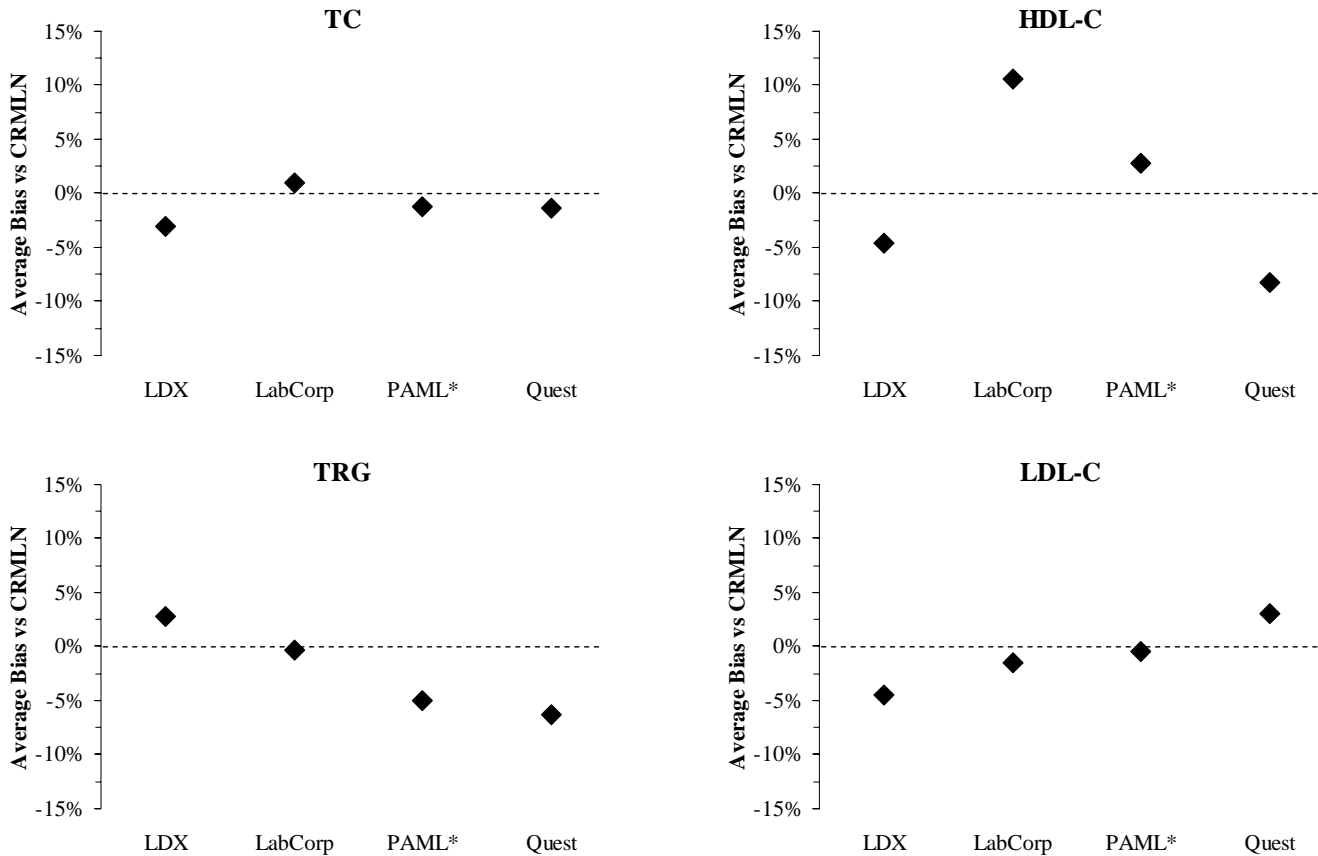 TC
Average Bias vs CRMLN
15%
10%
5%
0%
-5%
-10%
-15%
LDX LabCorp PAML* Quest
HDL-C
Average Bias vs CRMLN
15%
10%
5%
0%
-5%
-10%
-15%
LDX LabCorp PAML* Quest
TRG
Average Bias vs CRMLN
15%
10%
5%
0%
-5%
-10%
-15%
LDX LabCorp PAML* Quest
LDL-C
Average Bias vs CRMLN
15%
10%
5%
0%
-5%
-10%
-15%
LDX LabCorp PAML* Quest